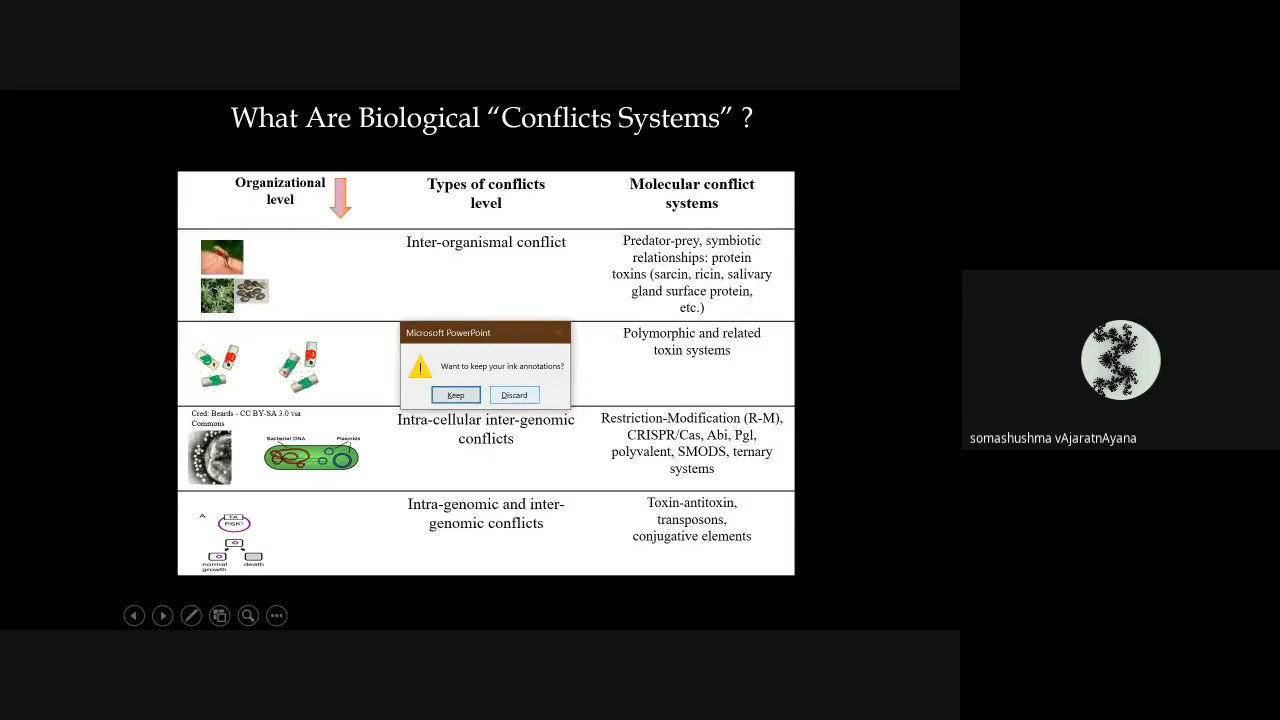 What Are Biological “Conflicts Systems” ?
Organizational
level
Types of conflicts
level
Molecular conflict
systems
Inter-organismal conflict
Predator-prey, symbiotic
relationships: protein
toxins (sarcin, ricin, salivary
gland surface protein,
etc.)
Polymorphic and related
toxin systems
Microsoft PowerPoint
Want to keep your ink annotations?
Keep
Discard
Cred: Beards - CC BY-SA 3.0 via
Commons
Bacterial DNA
Plasmids
Intra-cellular inter-genomic
conflicts
Restriction-Modification (R-M),
CRISPR/Cas, Abi, Pgl,
polyvalent, SMODS, ternary
systems
A
TA
PSK+
normal
growth
death
Intra-genomic and inter-
genomic conflicts
Toxin-antitoxin,
transposons,
conjugative elements
somashushma vAjaratnAyana